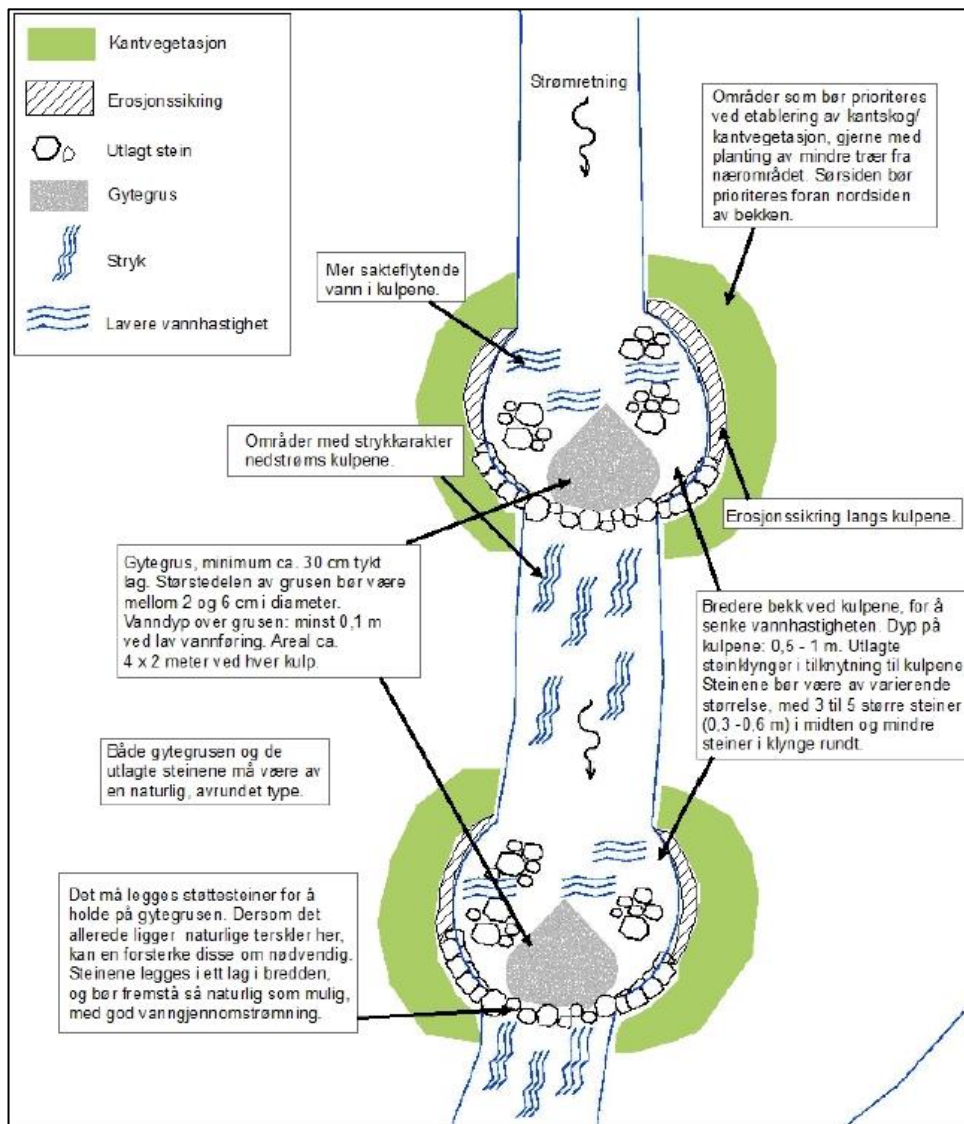 Kantvegetasjon
Erosjonssikring
Utlagt stein
Gytegrus
Stryk
Lavere vannhastighet
Strømretning
Områder som bør prioriteres
ved etablering av kantskog/
kantvegetasjon, gjerne med
planting av mindre trær fra
nærområdet. Sørsiden bør
prioriteres foran nordsiden
av bekken.
Mer sakteflytende
vann i kulpene.
Områder med strykkarakter
nedstrøms kulpene.
Erosjonssikring langs kulpene.
Gytegrus, minimum ca. 30 cm tykt
lag. Størstedelen av grusen bør være
mellom 2 og 6 cm i diameter.
Vanndyp over grusen: minst 0,1 m
ved lav vannføring. Areal ca.
4 x 2 meter ved hver kulp.
Bredere bekk ved kulpene, for å
senke vannhastigheten. Dyp på
kulpene: 0,5 - 1 m. Utlagte
steinklynger i tilknytning til kulpene
Steinene bør være av varierende
størrelse, med 3 til 5 større steiner
(0,3 -0,6 m) i midten og mindre
steiner i klynge rundt.
Både gytegrusen og de
utlagte steinene må være av
en naturlig, avrundet type.
Det må legges støttesteiner for å
holde på gytegrusen. Dersom det
allerede ligger naturlige terskler her,
kan en forsterke disse om nødvendig.
Steinene legges i ett lag i bredden,
og bør fremstå så naturlig som mulig,
med god vanngjennomstrømning.